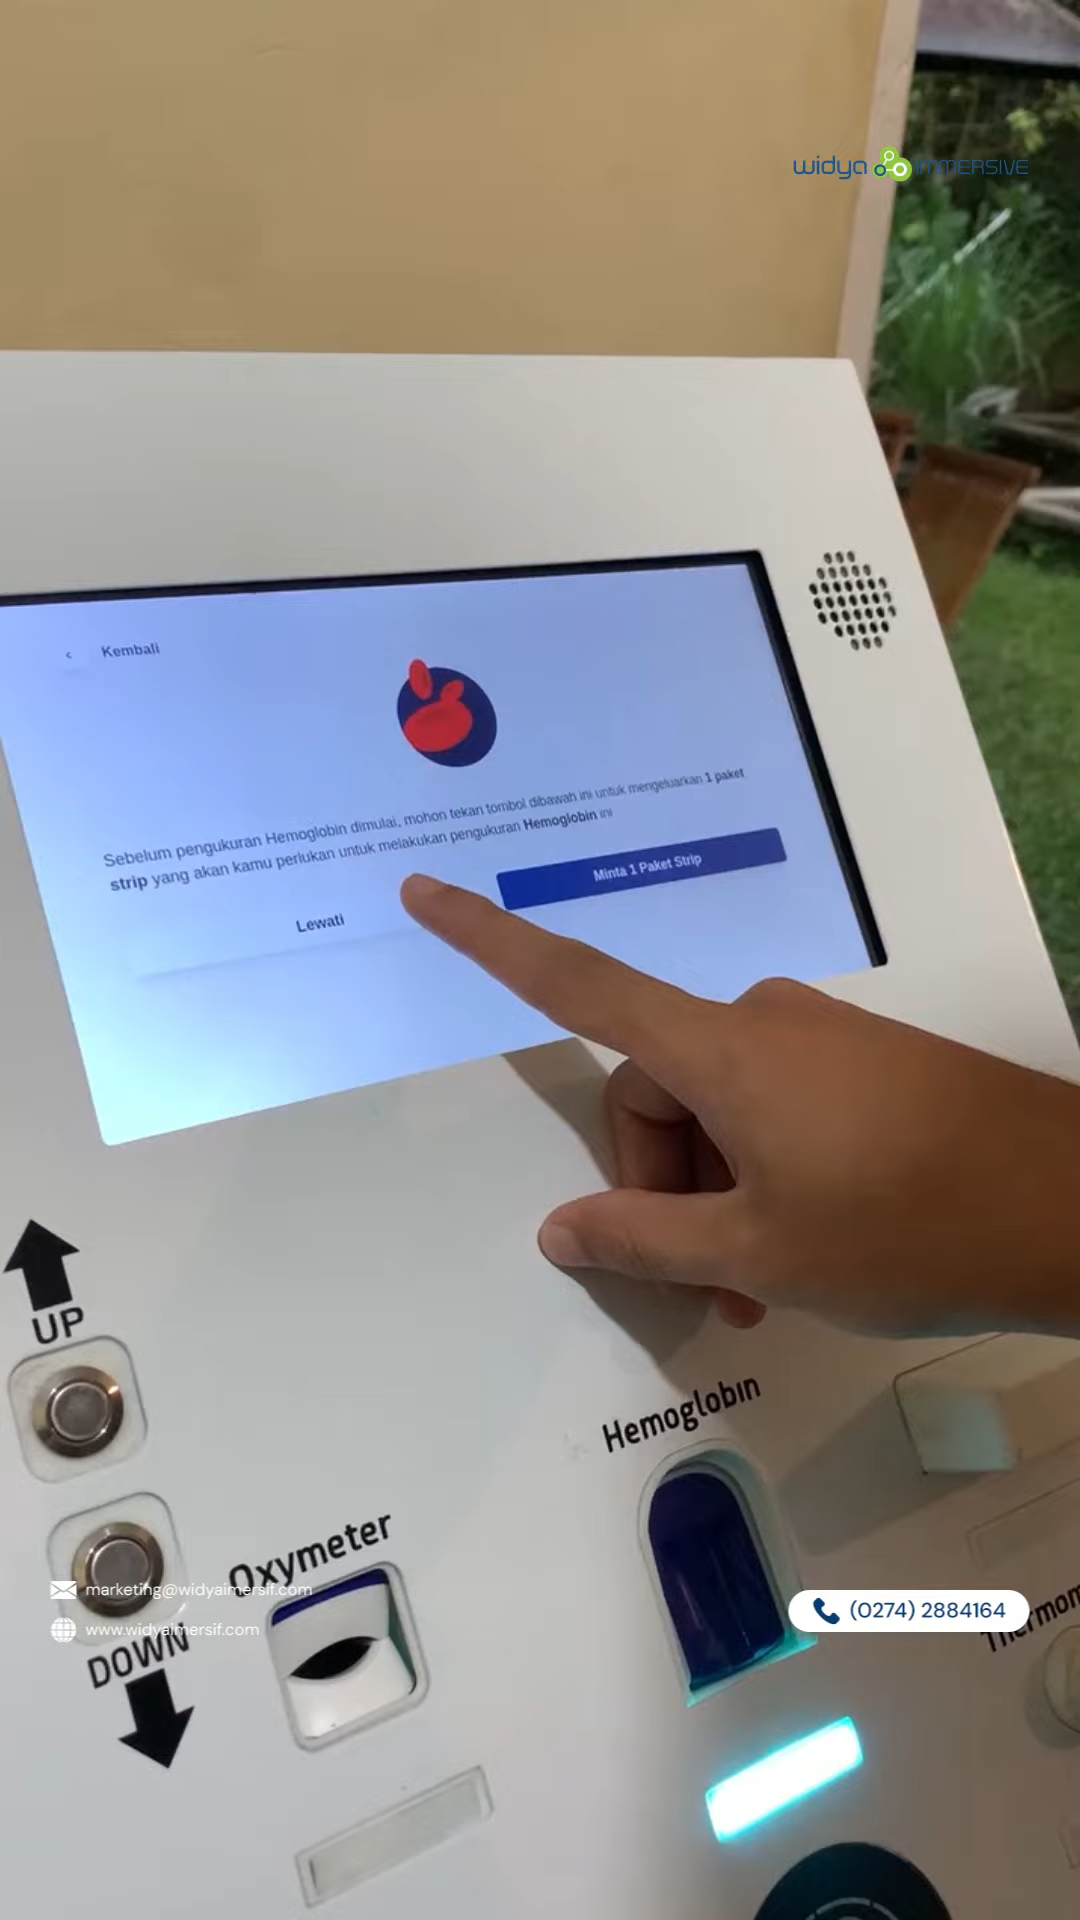 widya IMMERSIVE
Kembali
Sebelum pengukuran Hemoglobin dimulai, mohon tekan tombol dibawah ini untuk mengeluarkan 1 paket
strip yang akan kamu perlukan untuk melakukan pengukuran Hemoglobin ini
Minta 1 Paket Strip
Lewati
UP
Hemoglobin
Oxymeter
marketing@widyaimersif.com
(0274) 2884164
www.widyaimersif.com
DOWN